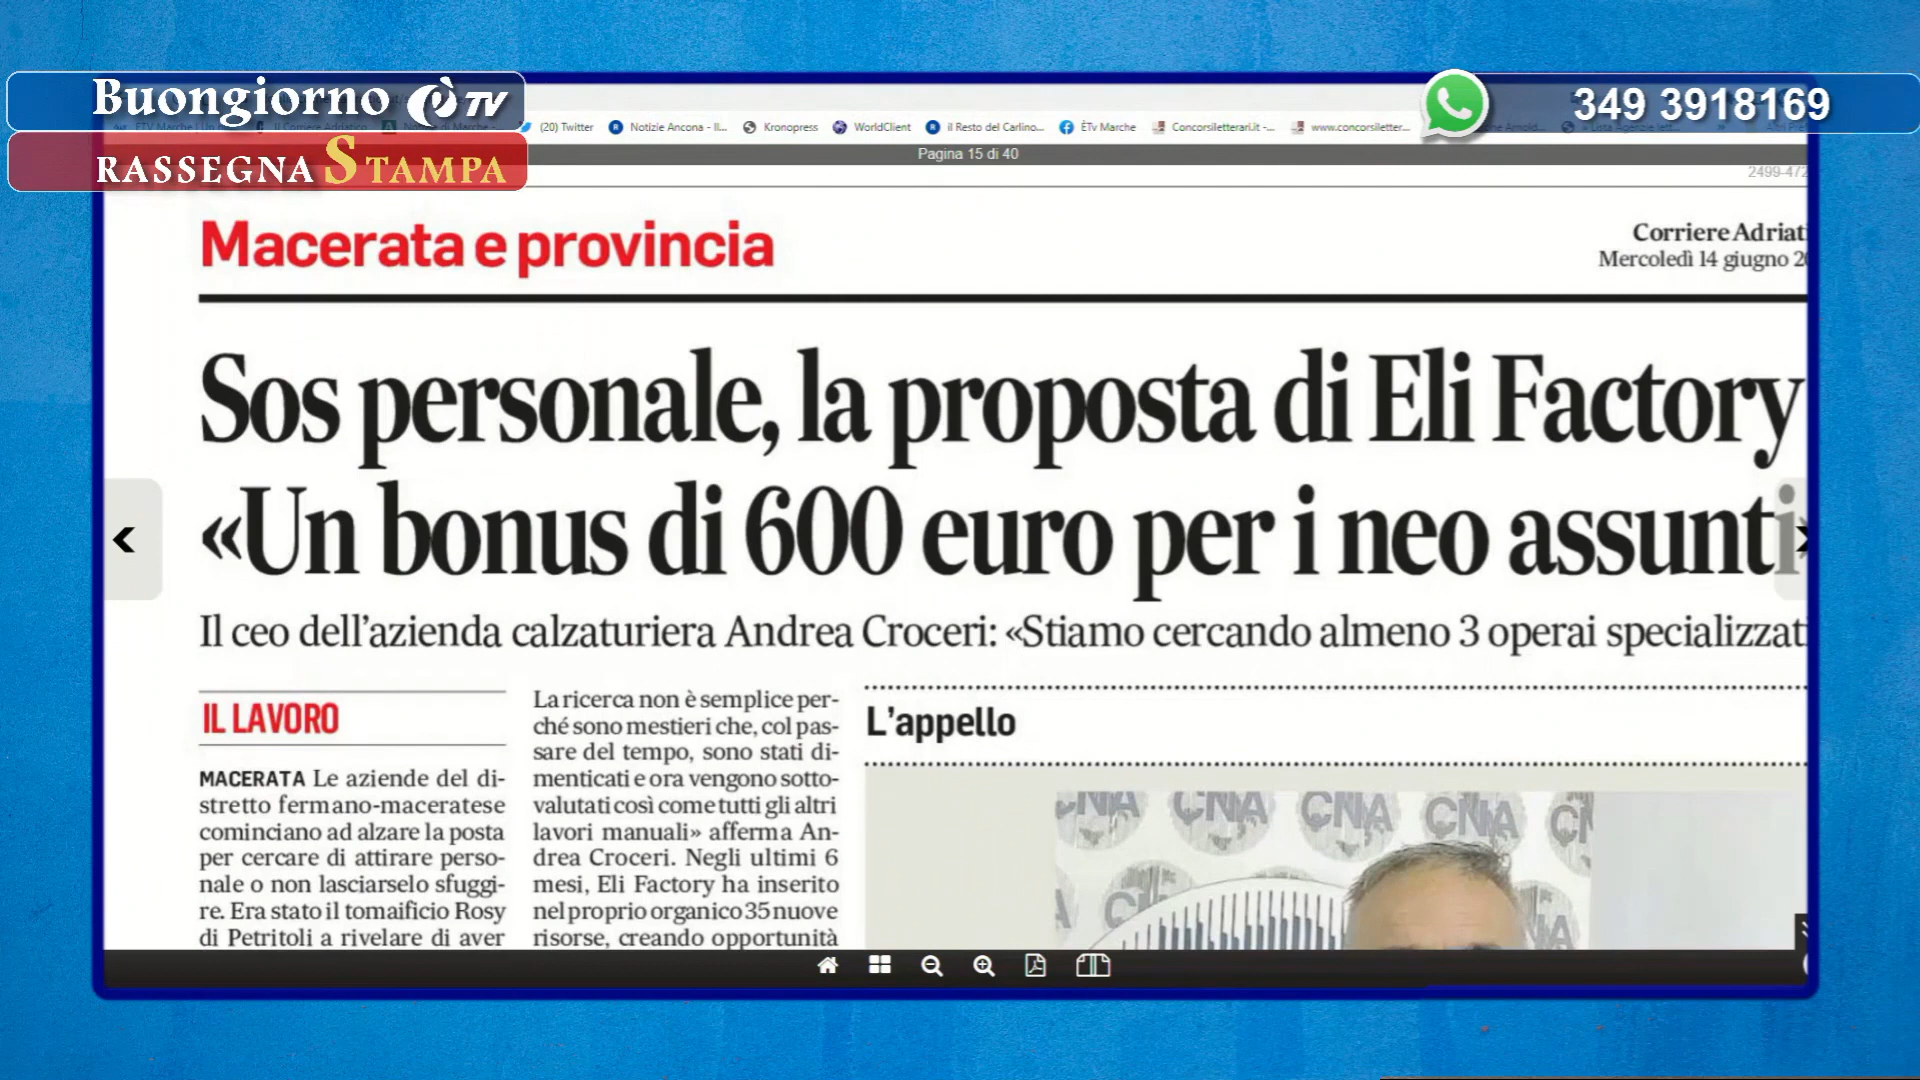 Buongiorno èTV
349 3918169
(20) Twitter
Notizie Ancona - Il...
Kronopress
WorldClient
il Resto del Carlino...
ÈTv Marche
Concorsiletterari.it -...
www.concorsiletter...
RASSEGNA STAMPA
Pagina 15 di 40
2499-472
Macerata e provincia
Corriere Adriati
Mercoledì 14 giugno 2
Sos personale, la proposta di Eli Factory
«Un bonus di 600 euro per i neo assunti
Il ceo dell'azienda calzaturiera Andrea Croceri: «Stiamo cercando almeno 3 operai specializzati
IL LAVORO
MACERATA Le aziende del di-
stretto fermano-maceratese
cominciano ad alzare la posta
per cercare di attirare perso-
nale o non lasciarselo sfuggi-
re. Era stato il tomaificio Rosy
di Petritoli a rivelare di aver
La ricerca non è semplice per-
ché sono mestieri che, col pas-
sare del tempo, sono stati di-
menticati e ora vengono sotto-
valutati così come tutti gli altri
lavori manuali» afferma An-
drea Croceri. Negli ultimi 6
mesi, Eli Factory ha inserito
nel proprio organico 35 nuove
risorse, creando opportunità
L'appello
CNA CNA CNA CNA